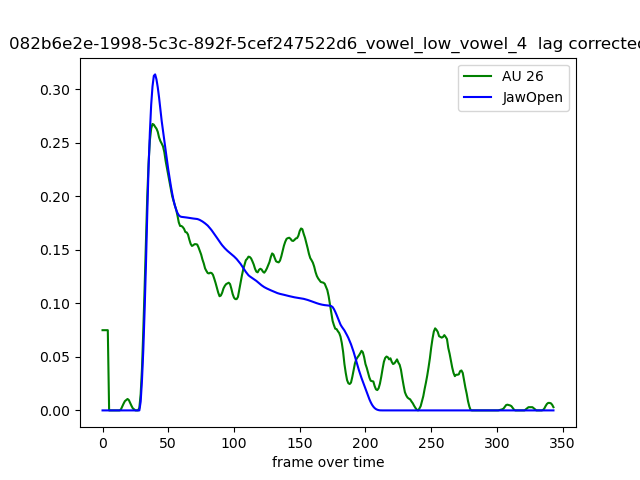 082b6e2e-1998-5c3c-892f-5cef247522d6_vowel_low_vowel_4  lag corrected
AU 26
JawOpen
0.30
0.25
0.20
0.15
0.10
0.05
0.00
0 50 100 150 200 250 300 350
frame over time